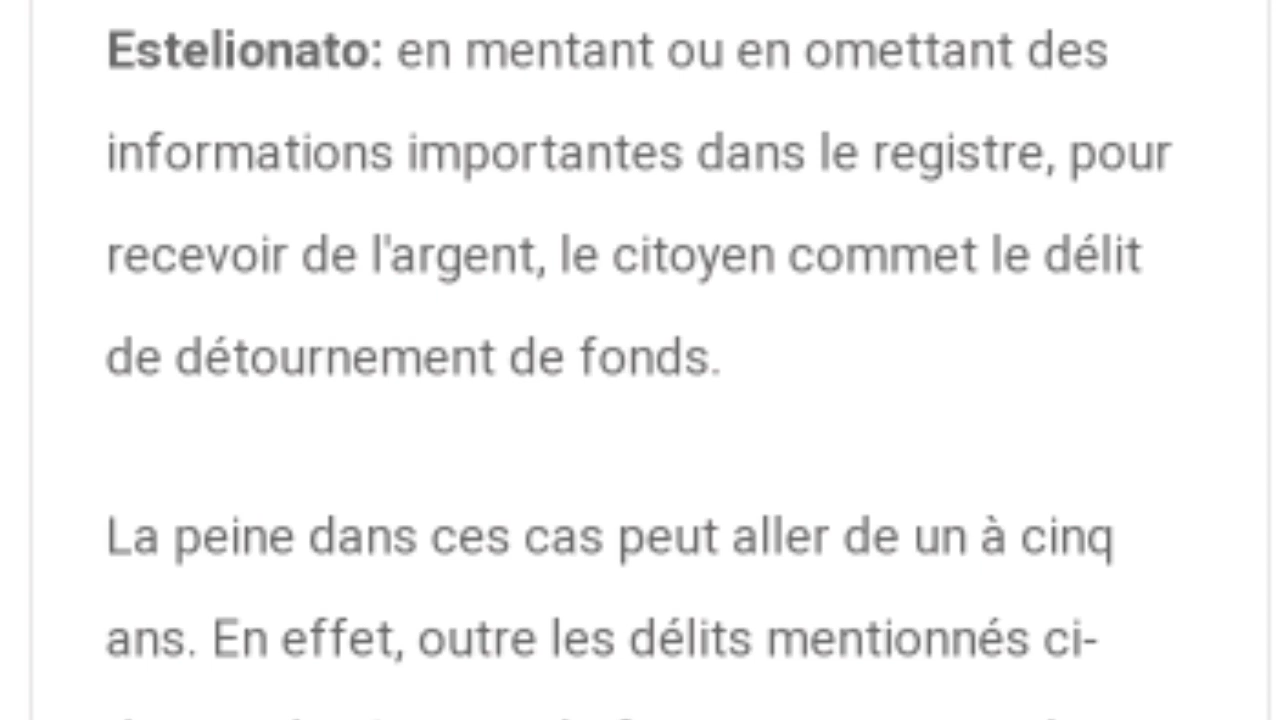 Estelionato: en mentant ou en omettant des
informations importantes dans le registre, pour
recevoir de l'argent, le citoyen commet le délit
de détournement de fonds.
La peine dans ces cas peut aller de un à cinq
ans. En effet, outre les délits mentionnés ci-